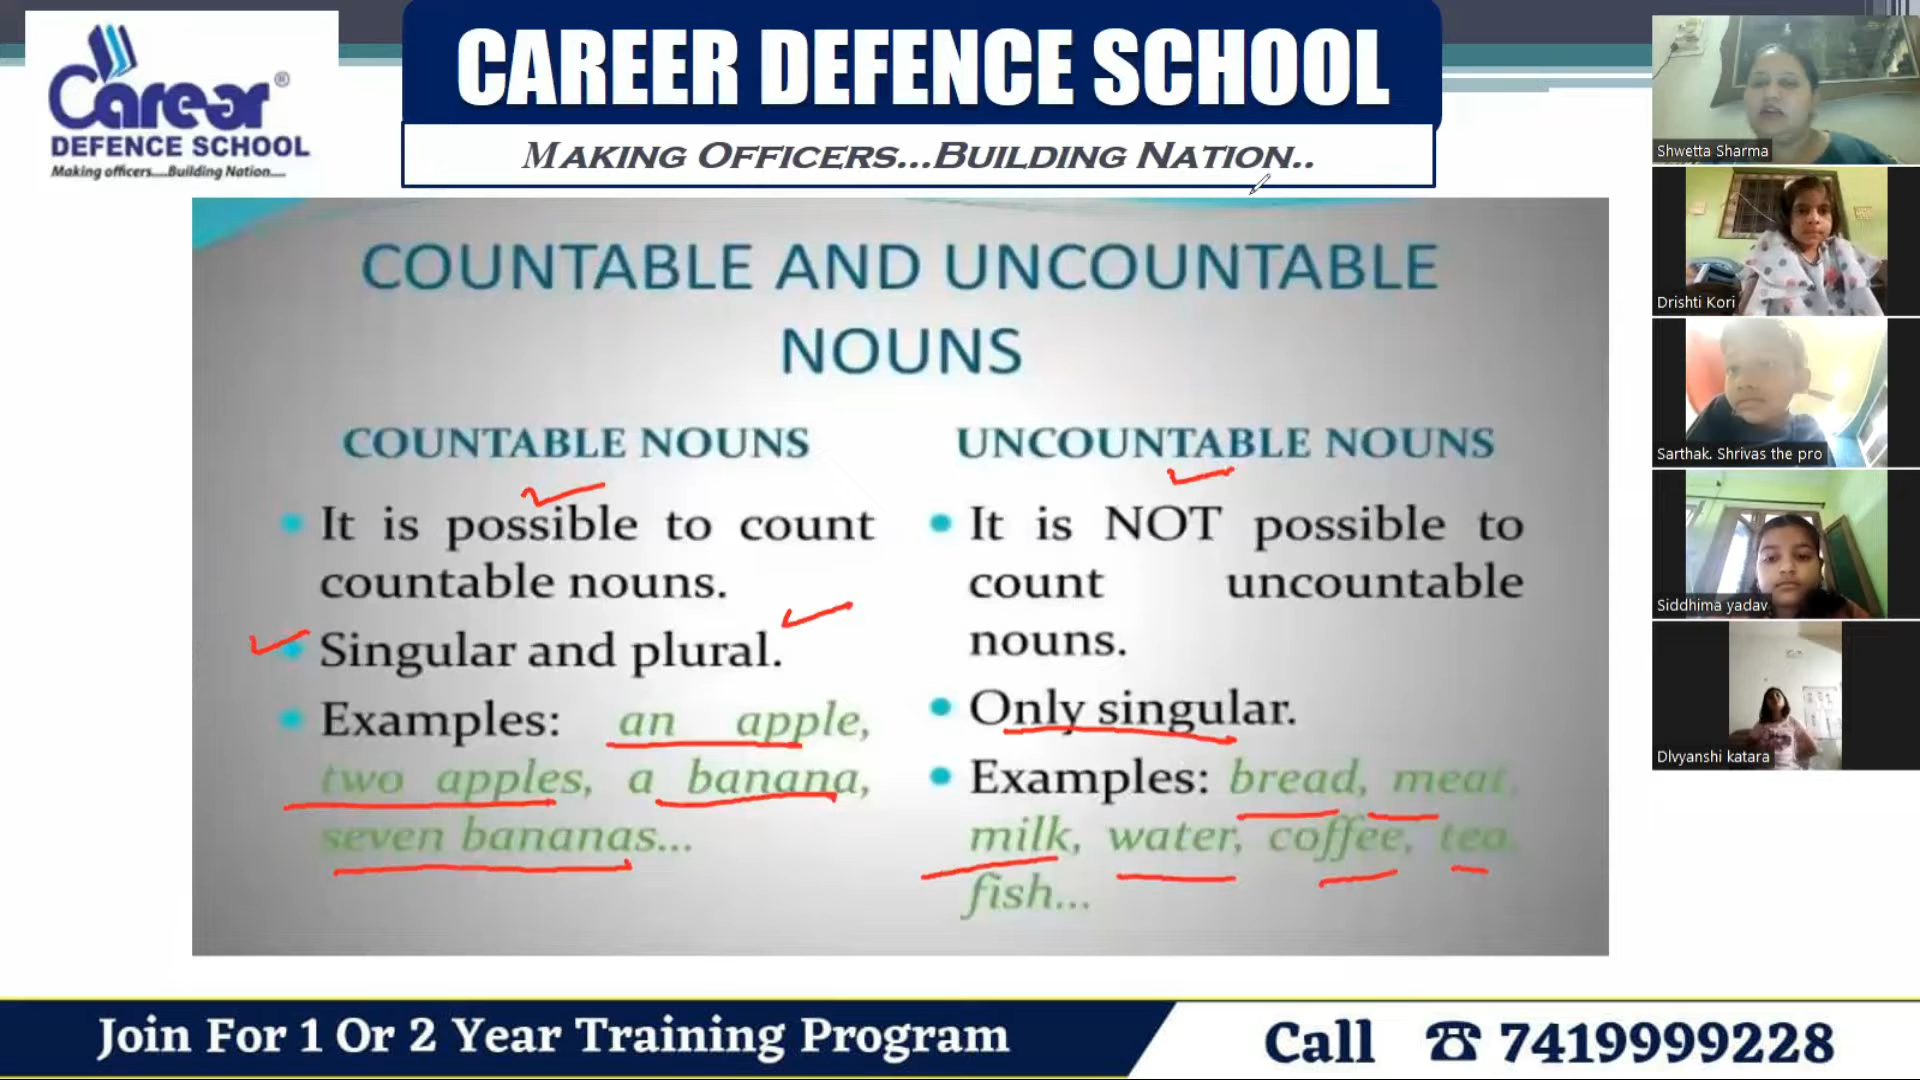 Carear®
DEFENCE SCHOOL
Making officers.....Building Nation.....
CAREER DEFENCE SCHOOL
MAKING OFFICERS...BUILDING NATION..
COUNTABLE AND UNCOUNTABLE
NOUNS
COUNTABLE NOUNS
It is possible to count
countable nouns.
Singular and plural.
Examples: an apple,
two apples, a banana,
seven bananas...
UNCOUNTABLE NOUNS
It is NOT possible to
count uncountable
nouns.
Only singular.
Examples: bread, meat,
milk, water, coffee, tea,
fish...
Shwetta Sharma
Drishti Kori
Sarthak. Shrivas the pro
Siddhima yadav
DIvyanshi katara
Join For 1 Or 2 Year Training Program
Call ☎ 7419999228